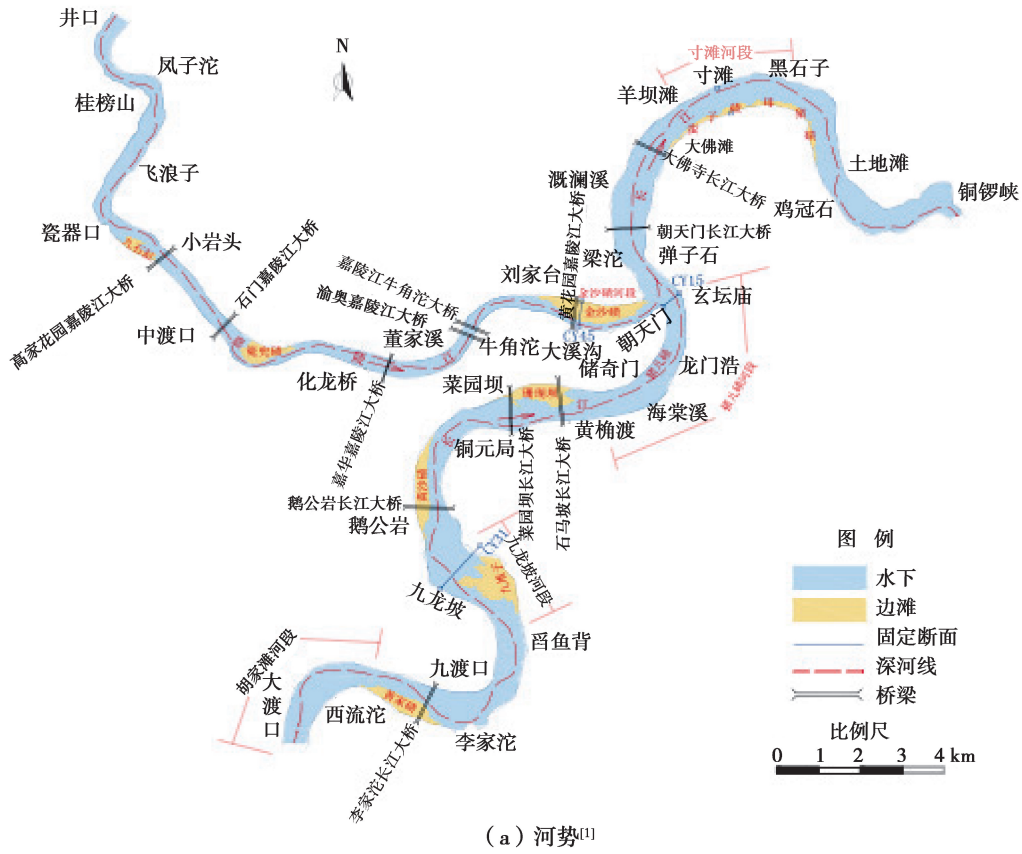 井口
凤子沱
桂榜山
飞浪子
瓷器口
小岩头
高家花园嘉陵江大桥
石门嘉陵江大桥
中渡口
化龙桥
嘉华嘉陵江大桥
董家溪
嘉陵江牛角沱大桥
渝奥嘉陵江大桥
牛角沱
刘家台
黄花园嘉陵江大桥
金沙碛河段
金沙碛
CY45
大溪沟
朝天门
N
寸滩河段
寸滩
黑石子
羊坝滩
大佛滩
大佛寺长江大桥
土地滩
铜锣峡
鸡冠石
溉澜溪
朝天门长江大桥
梁沱
弹子石
CY15
玄坛庙
储奇门
龙门浩
海棠溪
菜园坝
黄桷渡
铜元局
菜园坝长江大桥
石马坡长江大桥
鹅公岩长江大桥
鹅公岩
九龙坡
九龙坡河段
胡家滩河段
大渡口
西流沱
九渡口
李家沱长江大桥
李家沱
江
长
图 例
水下
边滩
固定断面
深河线
桥梁
比例尺
0 1 2 3 4 km
(a)河势[1]